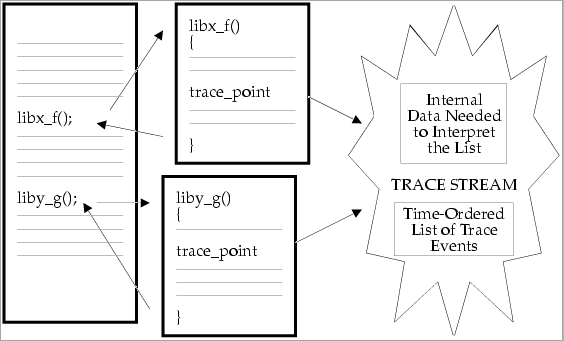 libx_f();
liby_g();
libx_f()
{
trace_point
}
liby_g()
{
trace_point
}
Internal
Data Needed
to Interpret
the List
TRACE STREAM
Time-Ordered
List of Trace
Events